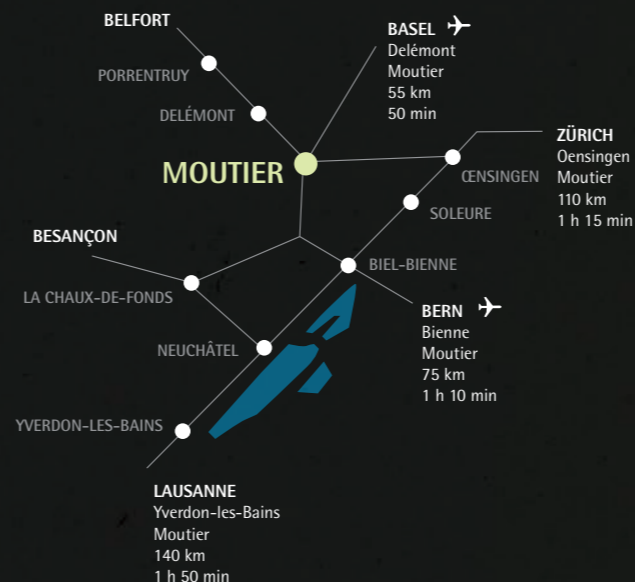 BELFORT
PORRENTRUY
DELÉMONT
MOUTIER
BASEL
Delémont
Moutier
55 km
50 min
ZÜRICH
Oensingen
Moutier
110 km
1 h 15 min
ŒNSINGEN
SOLEURE
BESANÇON
LA CHAUX-DE-FONDS
BIEL-BIENNE
BERN
Bienne
Moutier
75 km
1 h 10 min
NEUCHÂTEL
YVERDON-LES-BAINS
LAUSANNE
Yverdon-les-Bains
Moutier
140 km
1 h 50 min